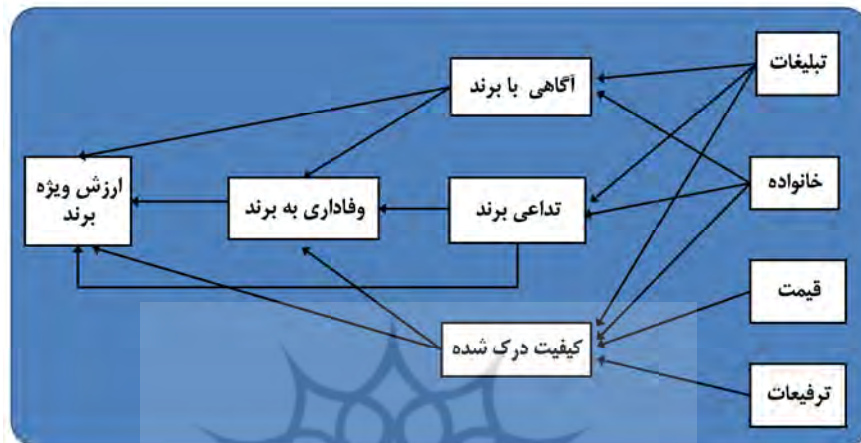 تبلیغات
آگاهی با برند
خانواده
تداعی برند
وفاداری به برند
ارزش ویژه
برند
قیمت
کیفیت درک شده
ترفیعات